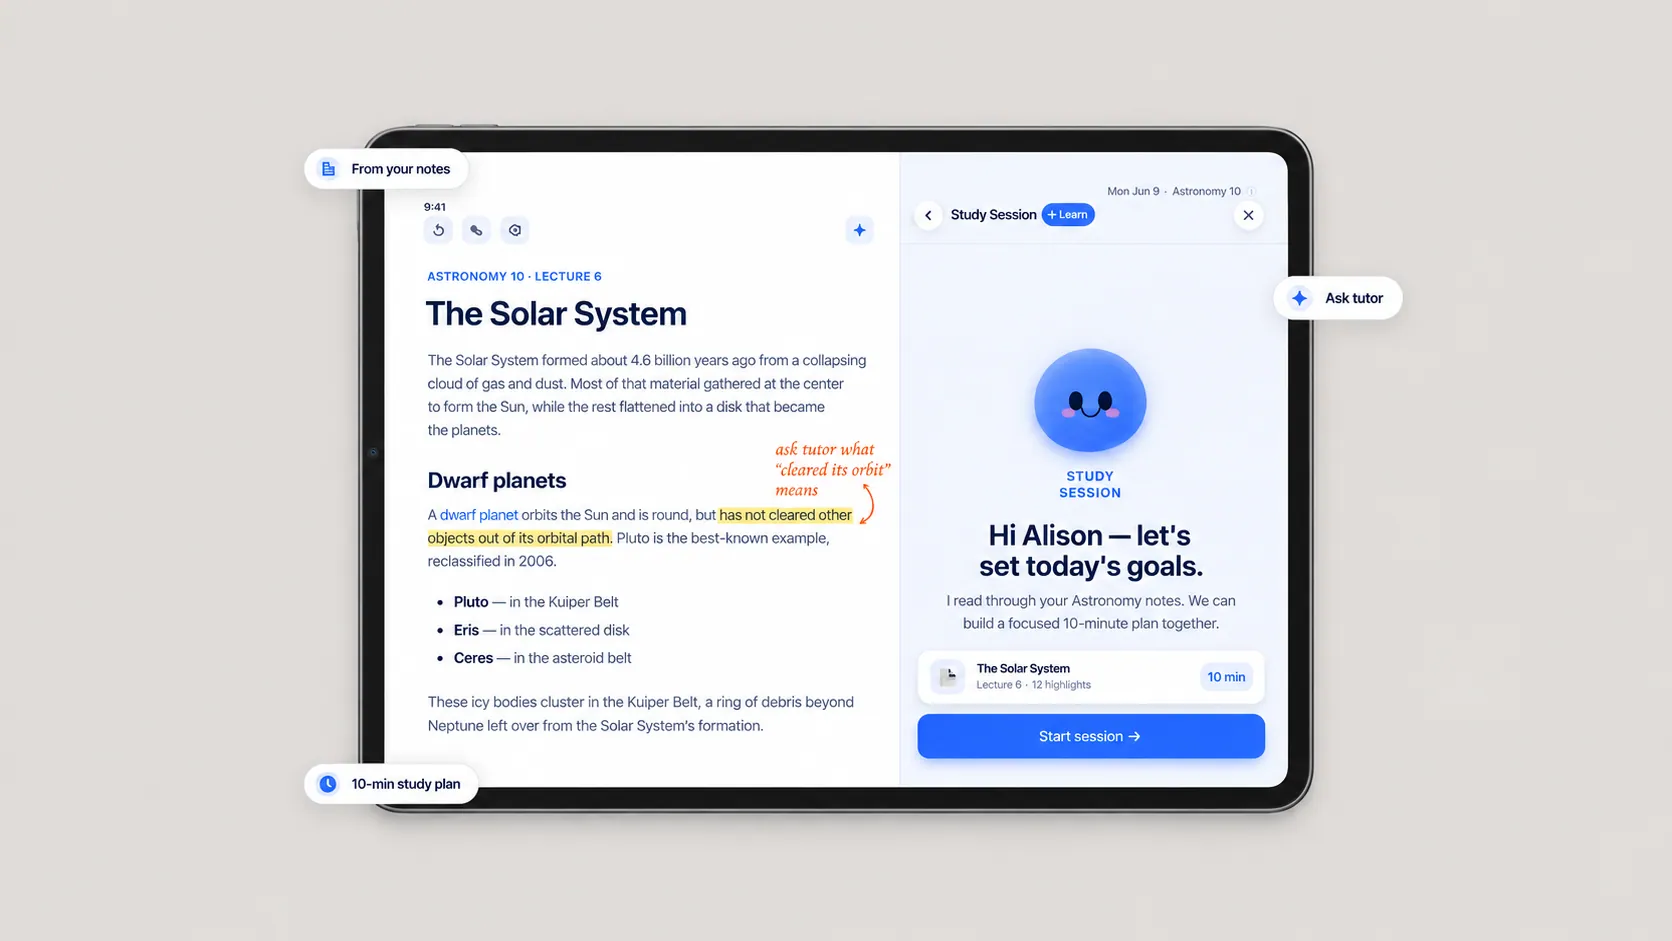 From your notes
9:41
ASTRONOMY 10 · LECTURE 6
The Solar System
The Solar System formed about 4.6 billion years ago from a collapsing
cloud of gas and dust. Most of that material gathered at the center
to form the Sun, while the rest flattened into a disk that became
the planets.
ask tutor what
“cleared its orbit”
means
Dwarf planets
A dwarf planet orbits the Sun and is round, but has not cleared other
objects out of its orbital path. Pluto is the best-known example,
reclassified in 2006.
• Pluto — in the Kuiper Belt
• Eris — in the scattered disk
• Ceres — in the asteroid belt
These icy bodies cluster in the Kuiper Belt, a ring of debris beyond
Neptune left over from the Solar System’s formation.
10-min study plan
Mon Jun 9 · Astronomy 10
Study Session
+ Learn
Ask tutor
STUDY
SESSION
Hi Alison — let's
set today's goals.
I read through your Astronomy notes. We can
build a focused 10-minute plan together.
The Solar System
Lecture 6 · 12 highlights
10 min
Start session →